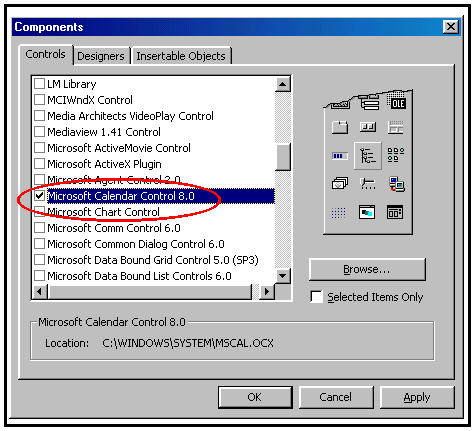 Components
Controls Designers Insertable Objects
LM Library
MCIWndX Control
Media Architects VideoPlay Control
Mediaview 1.41 Control
Microsoft ActiveMovie Control
Microsoft ActiveX Plugin
Microsoft Agent Control 2.0
Microsoft Calendar Control 8.0
Microsoft Chart Control
Microsoft Comm Control 6.0
Microsoft Common Dialog Control 6.0
Microsoft Data Bound Grid Control 5.0 (SP3)
Microsoft Data Bound List Controls 6.0
OLE
Browse...
Selected Items Only
Microsoft Calendar Control 8.0
Location: C:\WINDOWS\SYSTEM\MSCAL.OCX
OK Cancel Apply